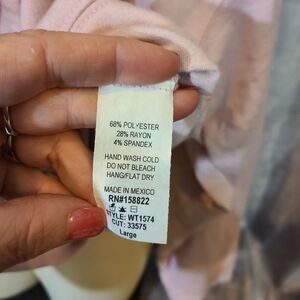 68% POLYESTER
28% RAYON
4% SPANDEX
HAND WASH COLD
DO NOT BLEACH
HANG/FLAT DRY
MADE IN MEXICO
RN#158822
STYLE: WT1574
CUT: 33575
Large